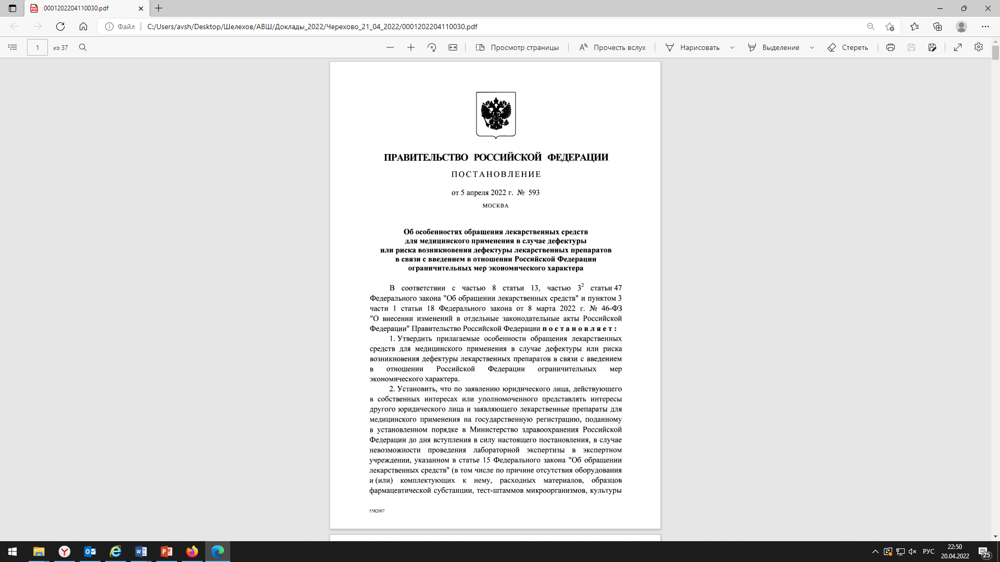 0001202204110030.pdf
Файл
C:/Users/avsh/Desktop/Шелехов/АВШ/Доклады_2022/Черехово_21_04_2022/0001202204110030.pdf
1 из 37
Просмотр страницы
Прочесть вслух
Нарисовать
Выделение
Стереть
ПРАВИТЕЛЬСТВО РОССИЙСКОЙ ФЕДЕРАЦИИ
ПОСТАНОВЛЕНИЕ
от 5 апреля 2022 г. № 593
МОСКВА
Об особенностях обращения лекарственных средств
для медицинского применения в случае дефектуры
или риска возникновения дефектуры лекарственных препаратов
в связи с введением в отношении Российской Федерации
ограничительных мер экономического характера
В соответствии с частью 8 статьи 13, частью 3² статьи 47
Федерального закона "Об обращении лекарственных средств" и пунктом 3
части 1 статьи 18 Федерального закона от 8 марта 2022 г. № 46-ФЗ
"О внесении изменений в отдельные законодательные акты Российской
Федерации" Правительство Российской Федерации п о с т а н о в л я е т :
1. Утвердить прилагаемые особенности обращения лекарственных
средств для медицинского применения в случае дефектуры или риска
возникновения дефектуры лекарственных препаратов в связи с введением
в отношении Российской Федерации ограничительных мер
экономического характера.
2. Установить, что по заявлению юридического лица, действующего
в собственных интересах или уполномоченного представлять интересы
другого юридического лица и заявляющего лекарственные препараты для
медицинского применения на государственную регистрацию, поданному
в установленном порядке в Министерство здравоохранения Российской
Федерации до дня вступления в силу настоящего постановления, в случае
невозможности проведения лабораторной экспертизы в экспертном
учреждении, указанном в статье 15 Федерального закона "Об обращении
лекарственных средств" (в том числе по причине отсутствия оборудования
и (или) комплектующих к нему, расходных материалов, образцов
фармацевтической субстанции, тест-штаммов микроорганизмов, культуры
5582007
РУС
22:50
20.04.2022
25